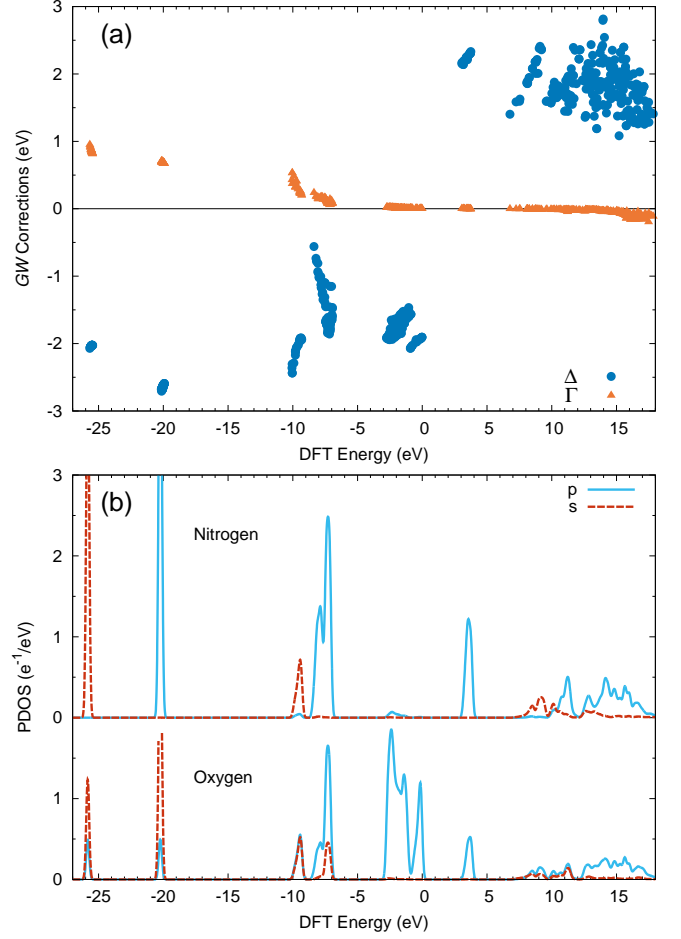 (a)
3
2
1
0
-1
-2
-3
GW Corrections (eV)
Δ
Γ
-25 -20 -15 -10 -5 0 5 10 15
DFT Energy (eV)
(b)
p
s
Nitrogen
3
2
1
0
PDOS (e⁻¹/eV)
Oxygen
1
0
-25 -20 -15 -10 -5 0 5 10 15
DFT Energy (eV)